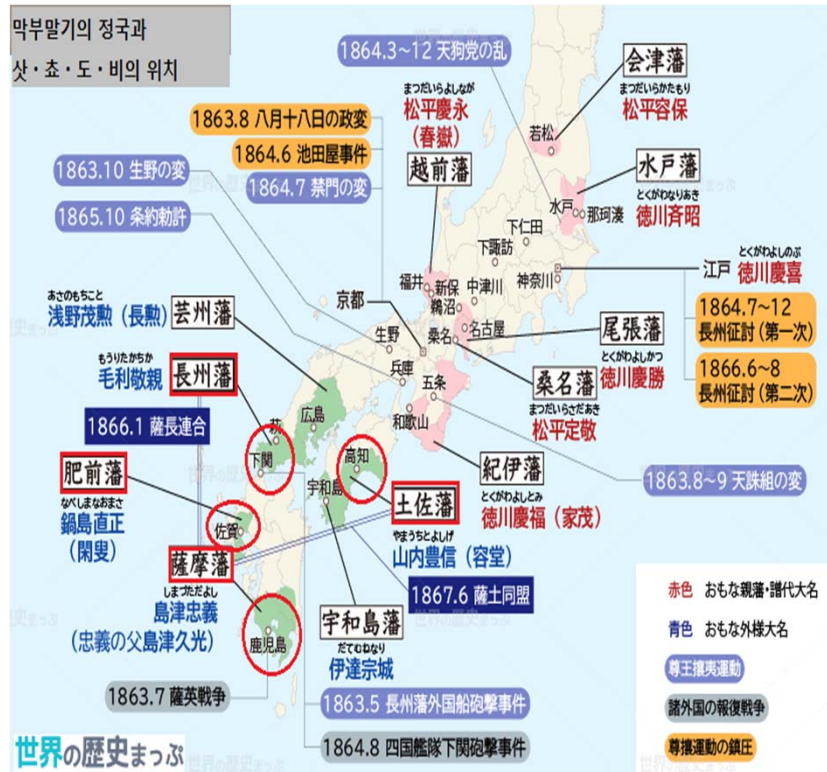 막부말기의 정국과
삿・쵸・도・비의 위치
1864.3～12 天狗党の乱
会津藩
まつだいらかたもり
松平容保
若松
まつだいらよしなが
松平慶永
(春嶽)
越前藩
1863.8 八月十八日の政変
1864.6 池田屋事件
1864.7 禁門の変
1863.10 生野の変
1865.10 条約勅許
水戸藩
とくがわなりあき
徳川斉昭
水戸
那珂湊
下仁田
下諏訪
江戸
とくがわよしのぶ
徳川慶喜
神奈川
福井
新保
中津川
鵜沼
京都
あさのもちこと
浅野茂勲（長勲）
芸州藩
生野
桑名
名古屋
尾張藩
とくがわよしかつ
徳川慶勝
1864.7～12
長州征討(第一次)
1866.6～8
長州征討(第二次)
もうりたかちか
毛利敬親
長州藩
兵庫
五条
桑名藩
まつだいらさだあき
松平定敬
1866.1 薩長連合
広島
萩
和歌山
下関
高知
紀伊藩
とくがわよしとみ
徳川慶福（家茂）
1863.8～9 天誅組の変
肥前藩
なべしまなおまさ
鍋島直正
(閑叟)
佐賀
宇和島
土佐藩
やまうちとよしげ
山内豊信（容堂）
薩摩藩
しまづただよし
島津忠義
（忠義の父島津久光）
鹿児島
1867.6 薩土同盟
宇和島藩
だてむねなり
伊達宗城
1863.7 薩英戦争
1863.5 長州藩外国船砲撃事件
1864.8 四国艦隊下関砲撃事件
赤色 おもな親藩・譜代大名
青色 おもな外様大名
尊王攘夷運動
諸外国の報復戦争
尊攘運動の鎮圧
世界の歴史まっぷ